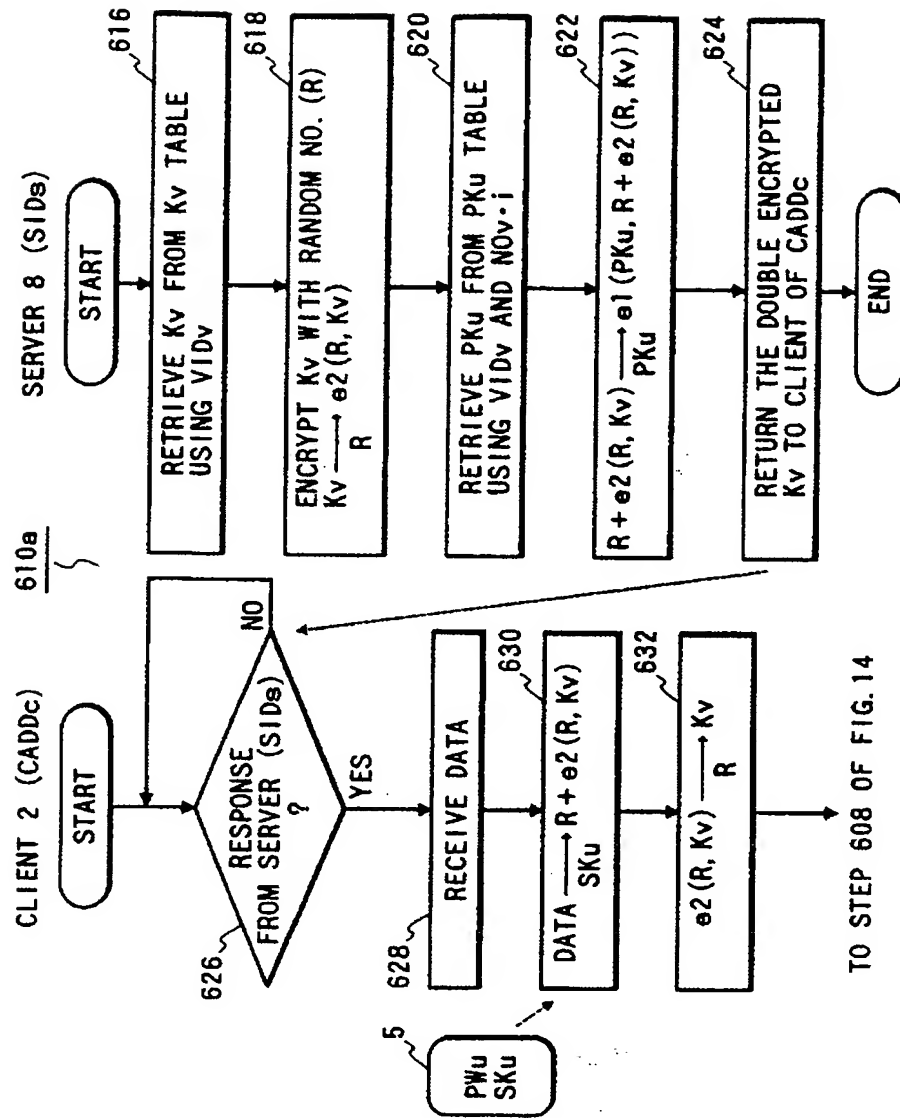 610a
CLIENT 2 (CADDc)
START
626
RESPONSE
FROM SERVER (SIDs)
?
NO
YES
628
RECEIVE DATA
5
PWu
SKu
630
DATA ⟶ R + e2 (R, Kv)
SKu
632
e2 (R, Kv) ⟶ Kv
R
TO STEP 608 OF FIG.14
SERVER 8 (SIDs)
START
616
RETRIEVE Kv FROM Kv TABLE
USING VIDv
618
ENCRYPT Kv WITH RANDOM NO. (R)
Kv ⟶ e2 (R, Kv)
R
620
RETRIEVE PKu FROM PKu TABLE
USING VIDv AND NOv·i
622
R + e2 (R, Kv) ⟶ e1 (PKu, R + e2 (R, Kv))
PKu
624
RETURN THE DOUBLE ENCRYPTED
Kv TO CLIENT OF CADDc
END